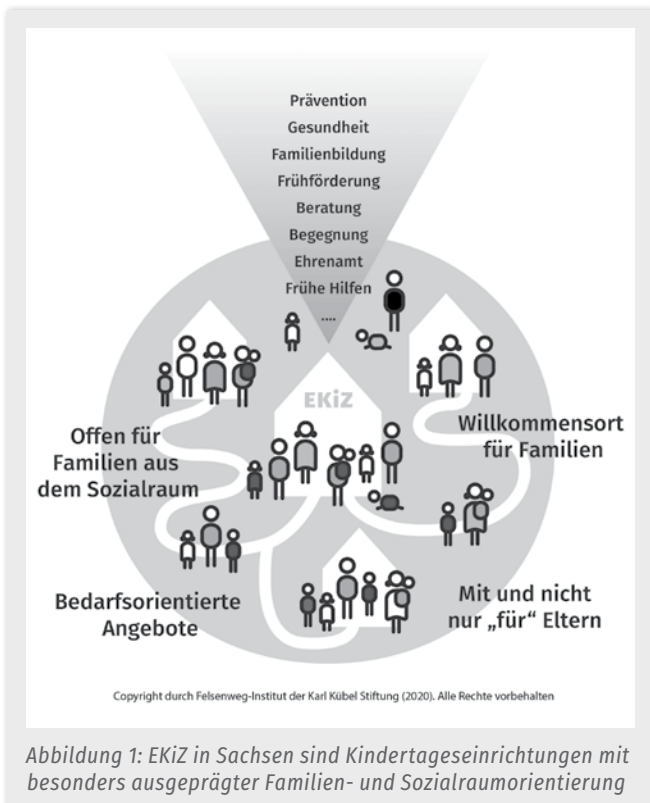 Prävention
Gesundheit
Familienbildung
Frühförderung
Beratung
Begegnung
Ehrenamt
Frühe Hilfen
....
EKiZ
Offen für
Familien aus
dem Sozialraum
Willkommensort
für Familien
Bedarfsorientierte
Angebote
Mit und nicht
nur „für“ Eltern
Copyright durch Felsenweg-Institut der Karl Kübel Stiftung (2020). Alle Rechte vorbehalten
Abbildung 1: EKiZ in Sachsen sind Kindertageseinrichtungen mit
besonders ausgeprägter Familien- und Sozialraumorientierung